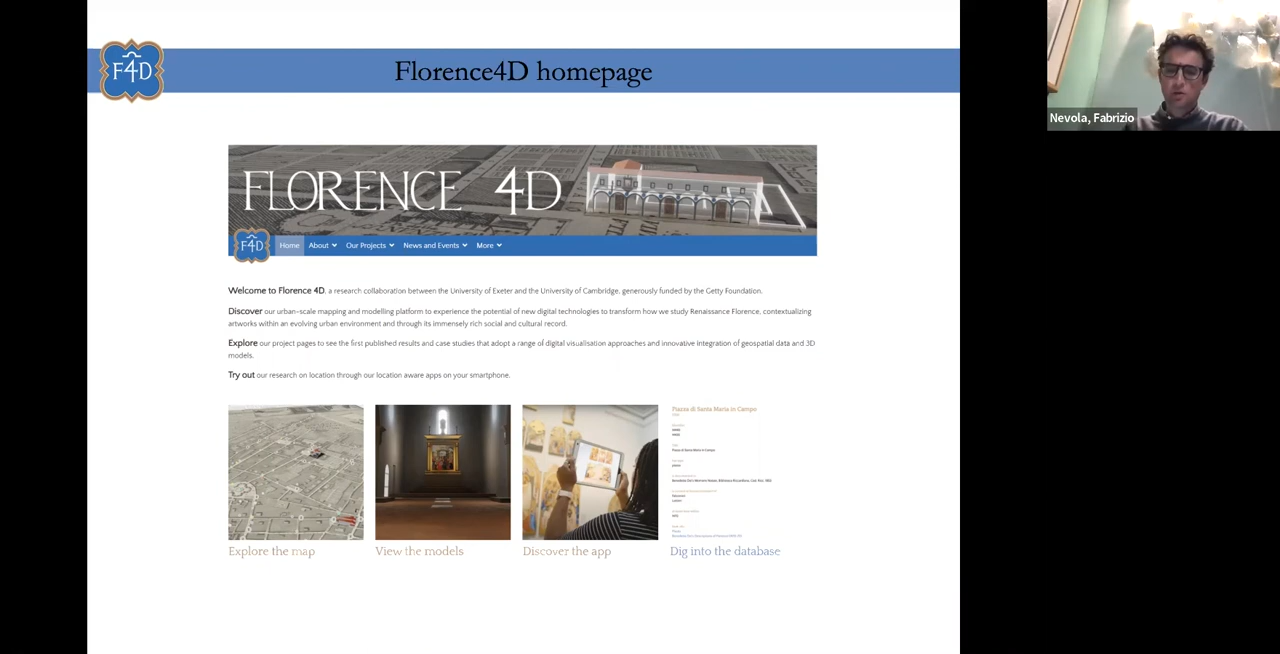 F4D
Florence4D homepage
Nevola, Fabrizio
FLORENCE 4D
F4D
Home About Our Projects News and Events More
Welcome to Florence 4D, a research collaboration between the University of Exeter and the University of Cambridge, generously funded by the Getty Foundation.
Discover our urban-scale mapping and modelling platform to experience the potential of new digital technologies to transform how we study Renaissance Florence, contextualizing
artworks within an evolving urban environment and through its immensely rich social and cultural record.
Explore our project pages to see the first published results and case studies that adopt a range of digital visualisation approaches and innovative integration of geospatial data and 3D
models.
Try out our research on location through our location aware apps on your smartphone.
Piazza di Santa Maria in Campo
Piazza di Santa Maria in Campo
Explore the map
View the models
Discover the app
Dig into the database